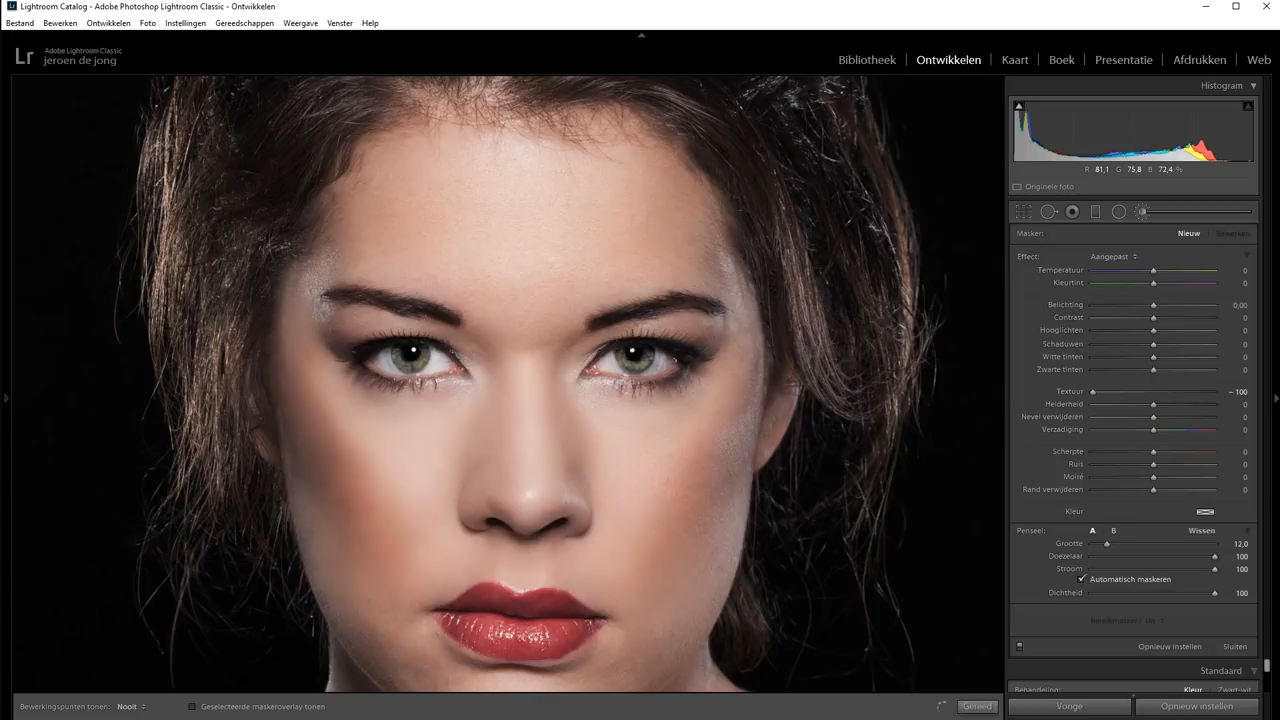 Lightroom Catalog - Adobe Photoshop Lightroom Classic - Ontwikkelen
Bestand Bewerken Ontwikkelen Foto Instellingen Gereedschappen Weergave Venster Help
Lr Adobe Lightroom Classic
jeroen de jong
Bibliotheek Ontwikkelen Kaart Boek Presentatie Afdrukken Web
Histogram
R 81,1 G 75,8 B 72,4 %
Originele foto
Masker: Nieuw Bewerken
Effect: Aangepast
Temperatuur 0
Kleurtint 0
Belichting 0,00
Contrast 0
Hooglichten 0
Schaduwen 0
Witte tinten 0
Zwarte tinten 0
Textuur – 100
Helderheid 0
Nevel verwijderen 0
Verzadiging 0
Scherpte 0
Ruis 0
Moiré 0
Rand verwijderen 0
Kleur
Penseel: A B Wissen
Grootte 12,0
Doezelaar 100
Stroom 100
Automatisch maskeren
Dichtheid 100
Bereikmasker: Uit
Opnieuw instellen Sluiten
Standaard
Behandeling: Kleur Zwart-wit
Bewerkingspunten tonen: Nooit Geselecteerde maskeroverlay tonen Gereed
Vorige Opnieuw instellen